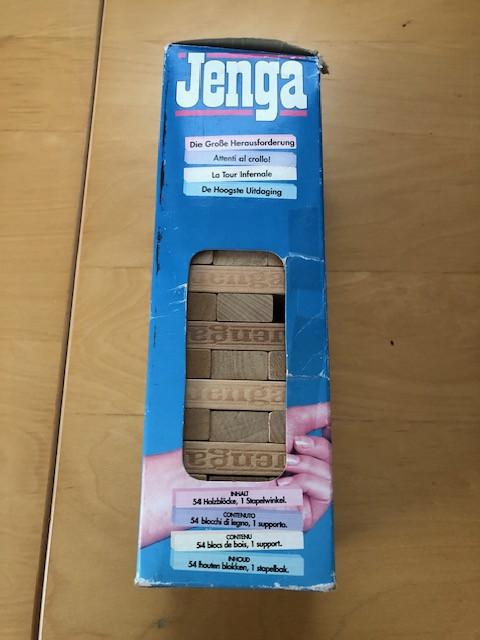 Jenga
Die Große Herausforderung
Attenti al crollo!
La Tour Infernale
De Hoogste Uitdaging
Jenga
Jenga
Jenga
Jenga
INHALT
54 Holzblöcke, 1 Stapelwinkel.
CONTENUTO
54 blocchi di legno, 1 supporto.
CONTENU
54 blocs de bois, 1 support.
INHOUD
54 houten blokken, 1 stapelbak.